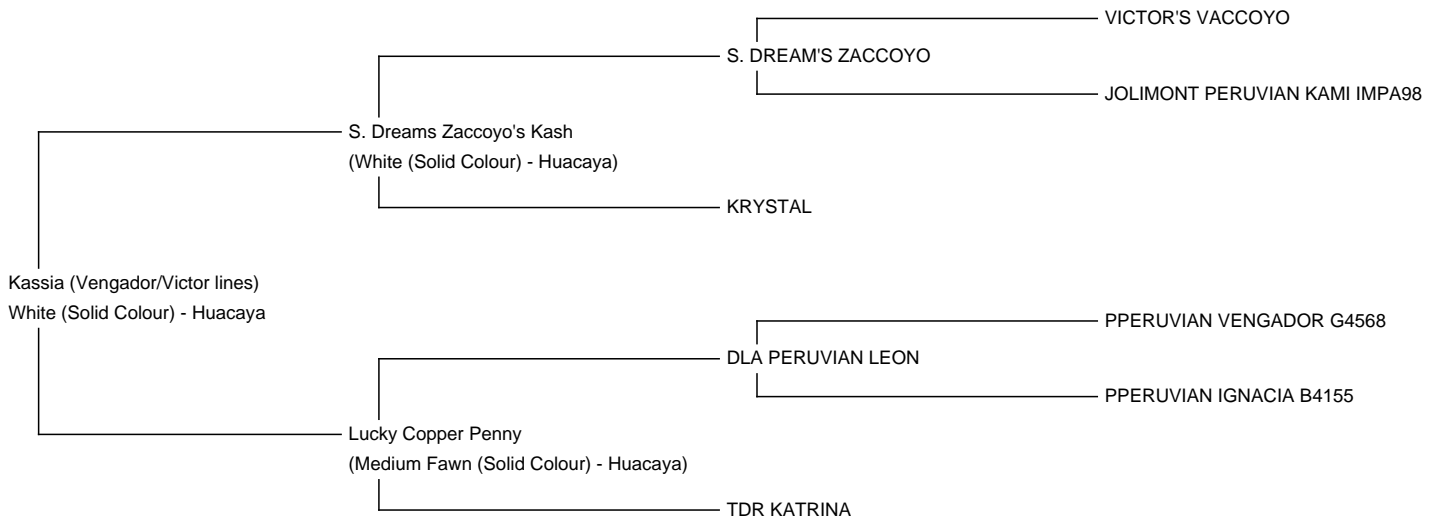 VICTOR'S VACCOYO
S. DREAM'S ZACCOYO
JOLIMONT PERUVIAN KAMI IMPA98
S. Dreams Zaccoyo's Kash
(White (Solid Colour) - Huacaya)
KRYSTAL
Kassia (Vengador/Victor lines)
White (Solid Colour) - Huacaya
PPERUVIAN VENGADOR G4568
DLA PERUVIAN LEON
PPERUVIAN IGNACIA B4155
Lucky Copper Penny
(Medium Fawn (Solid Colour) - Huacaya)
TDR KATRINA